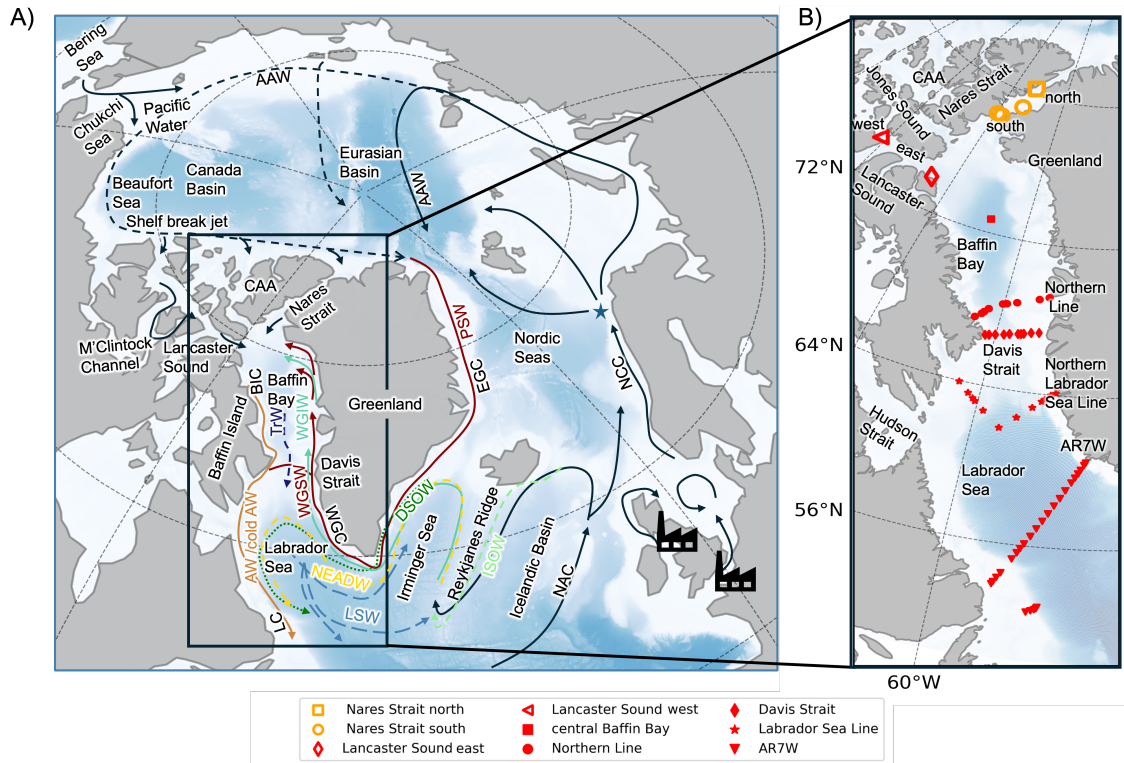 A)
B)
Bering
Sea
Chukchi
Sea
Pacific
Water
AAW
Beaufort
Sea
Canada
Basin
Eurasian
Basin
AAW
Shelf break jet
CAA
Nares
Strait
M'Clintock
Channel
Lancaster
Sound
BIC
Baffin
Bay
TrW
WGIW
Baffin Island
Greenland
PSW
EGC
Nordic
Seas
NCC
Davis
Strait
WGSW
WGC
AW/cold AW
Labrador
Sea
NEADW
LSW
LC
DSOW
Irminger Sea
Reykjanes Ridge
ISOW
Icelandic Basin
NAC
CAA
Nares Strait
Jones Sound
north
south
west
east
Lancaster
Sound
Greenland
72°N
Baffin
Bay
Northern
Line
64°N
Davis
Strait
Northern
Labrador
Sea Line
Hudson
Strait
AR7W
Labrador
Sea
56°N
60°W
Nares Strait north
Nares Strait south
Lancaster Sound east
Lancaster Sound west
central Baffin Bay
Northern Line
Davis Strait
Labrador Sea Line
AR7W